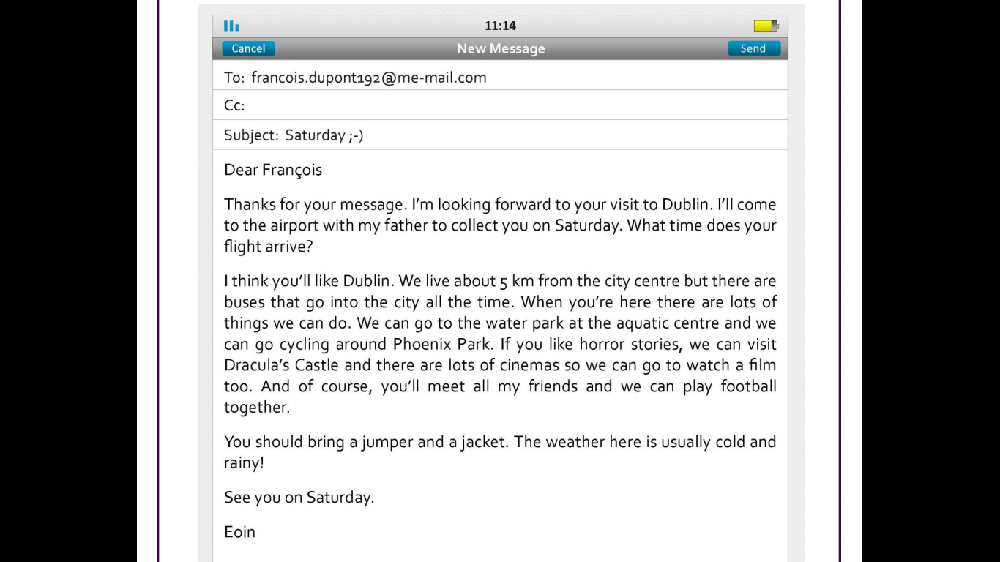 11:14
Cancel New Message Send
To: francois.dupont192@me-mail.com
Cc:
Subject: Saturday ;-)
Dear François
Thanks for your message. I’m looking forward to your visit to Dublin. I’ll come
to the airport with my father to collect you on Saturday. What time does your
flight arrive?
I think you’ll like Dublin. We live about 5 km from the city centre but there are
buses that go into the city all the time. When you’re here there are lots of
things we can do. We can go to the water park at the aquatic centre and we
can go cycling around Phoenix Park. If you like horror stories, we can visit
Dracula’s Castle and there are lots of cinemas so we can go to watch a film
too. And of course, you’ll meet all my friends and we can play football
together.
You should bring a jumper and a jacket. The weather here is usually cold and
rainy!
See you on Saturday.
Eoin